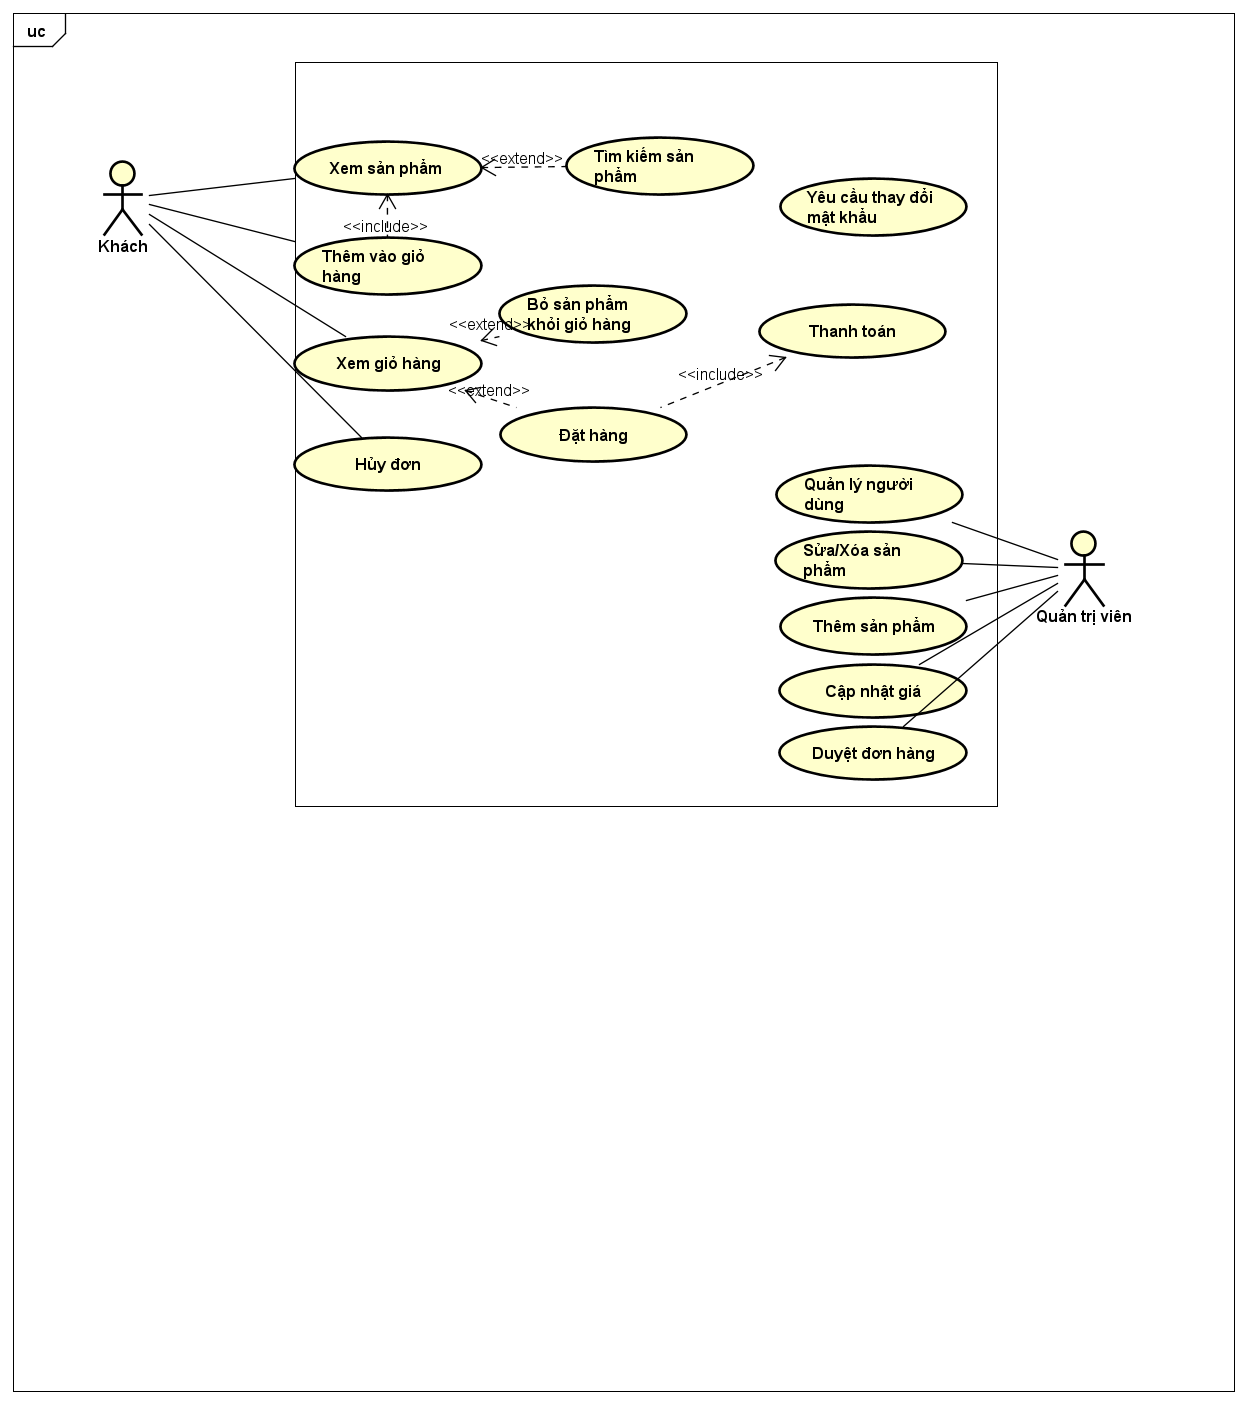 uc
Xem sản phẩm
<<extend>>
Tìm kiếm sản
phẩm
Yêu cầu thay đổi
mật khẩu
Khách
<<include>>
Thêm vào giỏ
hàng
Bỏ sản phẩm
khỏi giỏ hàng
<<extend>>
Thanh toán
Xem giỏ hàng
<<include>>
<<extend>>
Đặt hàng
Hủy đơn
Quản lý người
dùng
Sửa/Xóa sản
phẩm
Quản trị viên
Thêm sản phẩm
Cập nhật giá
Duyệt đơn hàng